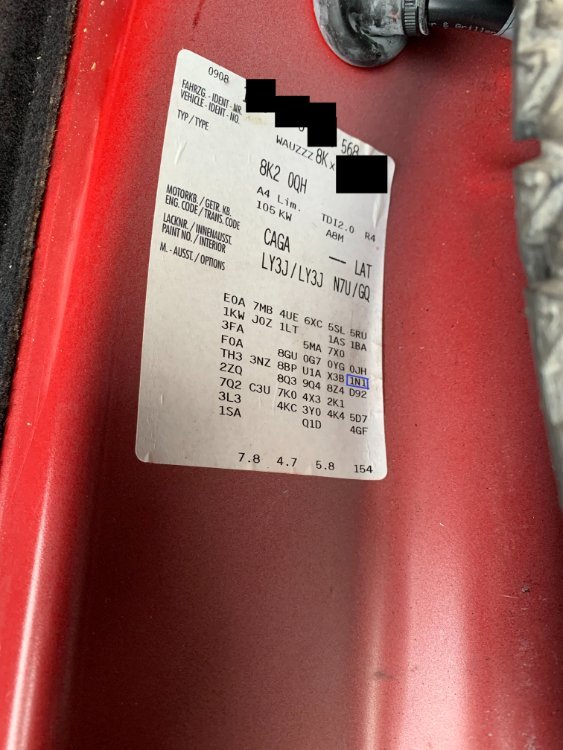 0908
FAHRZG.-IDENT-NR.
VEHICLE-IDENT-NO.
WAUZZZ 8K X 568
TYP/TYPE
8K2 0QH
A4 Lim. TDI2.0 R4
105 KW A8M
MOTORKB./GETR.KB.
ENG. CODE/TRANS. CODE
CAGA — LAT
LACKNR./INNENAUSST.
PAINT NO./INTERIOR
LY3J/LY3J N7U/GQ
M.-AUSST./OPTIONS
E0A 7MB 4UE 6XC 5SL 5RU
1KW J0Z 1LT 1AS 1BA
3FA 5MA 7X0
F0A 8GU 0G7 0YG 0JH
TH3 3NZ 8BP U1A X3B 1N1
2ZQ 8Q3 9Q4 8Z4 D92
7Q2 C3U 7K0 4X3 2K1
3L3 4KC 3Y0 4K4 5D7
1SA Q1D 4GF
7.8 4.7 5.8 154